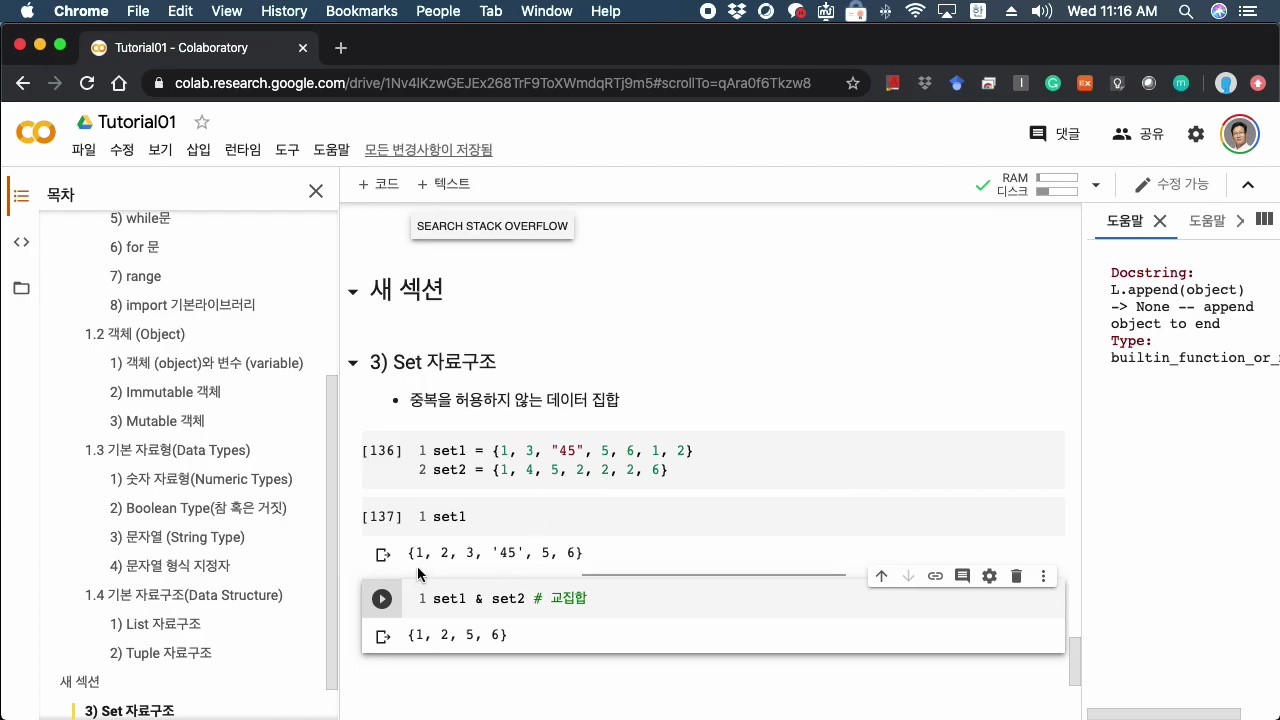 Chrome File Edit View History Bookmarks People Tab Window Help 한 Wed 11:16 AM
Tutorial01 - Colaboratory
colab.research.google.com/drive/1Nv4lKzwGEJEx268TrF9ToXWmdqRTj9m5#scrollTo=qAra0f6Tkzw8
Tutorial01
댓글 공유
파일 수정 보기 삽입 런타임 도구 도움말 모든 변경사항이 저장됨
목차
+ 코드 + 텍스트
RAM
디스크
수정 가능
5) while문
6) for 문
7) range
8) import 기본라이브러리
1.2 객체 (Object)
1) 객체 (object)와 변수 (variable)
2) Immutable 객체
3) Mutable 객체
1.3 기본 자료형(Data Types)
1) 숫자 자료형(Numeric Types)
2) Boolean Type(참 혹은 거짓)
3) 문자열 (String Type)
4) 문자열 형식 지정자
1.4 기본 자료구조(Data Structure)
1) List 자료구조
2) Tuple 자료구조
새 섹션
3) Set 자료구조
SEARCH STACK OVERFLOW
새 섹션
3) Set 자료구조
• 중복을 허용하지 않는 데이터 집합
[136] 1 set1 = {1, 3, "45", 5, 6, 1, 2}
2 set2 = {1, 4, 5, 2, 2, 2, 6}
[137] 1 set1
{1, 2, 3, '45', 5, 6}
1 set1 & set2 # 교집합
{1, 2, 5, 6}
도움말 도움말
Docstring:
L.append(object)
-> None -- append
object to end
Type:
builtin_function_or_